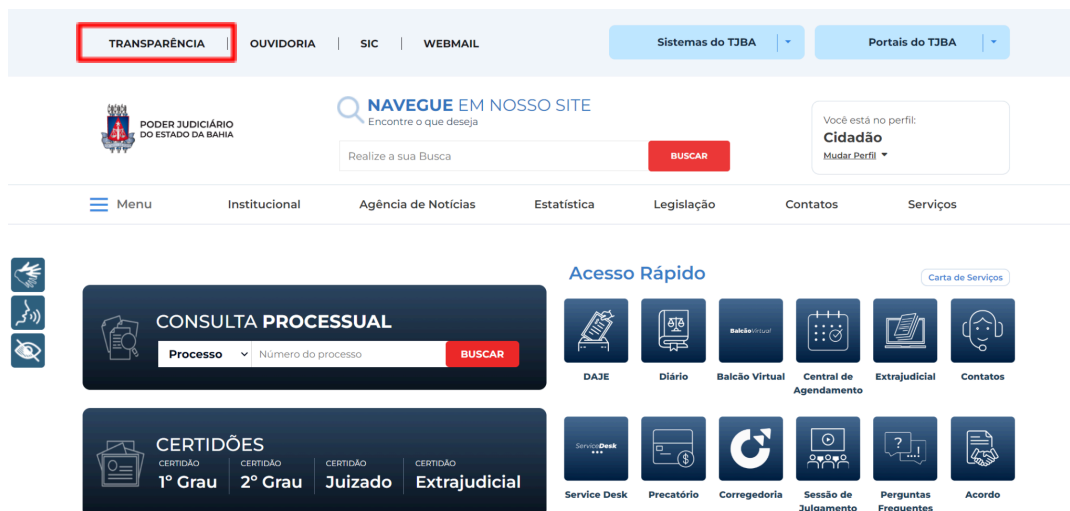 TRANSPARÊNCIA | OUVIDORIA | SIC | WEBMAIL
Sistemas do TJBA
Portais do TJBA
PODER JUDICIÁRIO
DO ESTADO DA BAHIA
NAVEGUE EM NOSSO SITE
Encontre o que deseja
Realize a sua Busca
BUSCAR
Você está no perfil:
Cidadão
Mudar Perfil
Menu Institucional Agência de Notícias Estatística Legislação Contatos Serviços
CONSULTA PROCESSUAL
Processo Número do processo BUSCAR
CERTIDÕES
CERTIDÃO CERTIDÃO CERTIDÃO CERTIDÃO
1º Grau 2º Grau Juizado Extrajudicial
Acesso Rápido
Carta de Serviços
BalcãoVirtual
DAJE Diário Balcão Virtual Central de Agendamento Extrajudicial Contatos
ServiceDesk
Service Desk Precatório Corregedoria Sessão de Julgamento Perguntas Frequentes Acordo